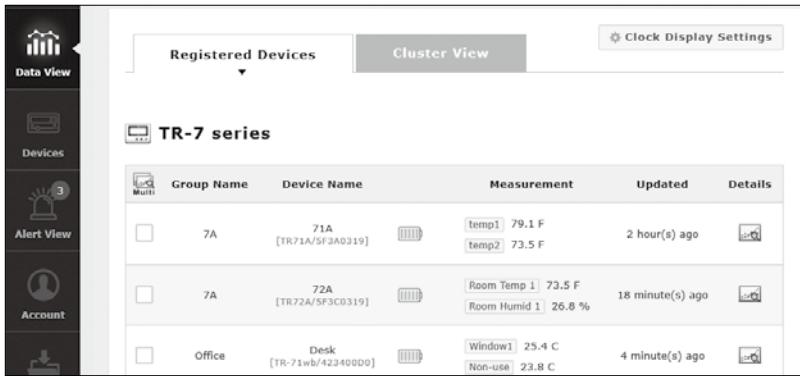 Data View
Devices
3
Alert View
Account
Registered Devices
Cluster View
Clock Display Settings
TR-7 series
Multi Group Name Device Name Measurement Updated Details
7A 71A [TR71A/5F3A0319] temp1 79.1 F temp2 73.5 F 2 hour(s) ago
7A 72A [TR72A/5F3C0319] Room Temp 1 73.5 F Room Humid 1 26.8 % 18 minute(s) ago
Office Desk [TR-71wb/423400D0] Window1 25.4 C Non-use 23.8 C 4 minute(s) ago